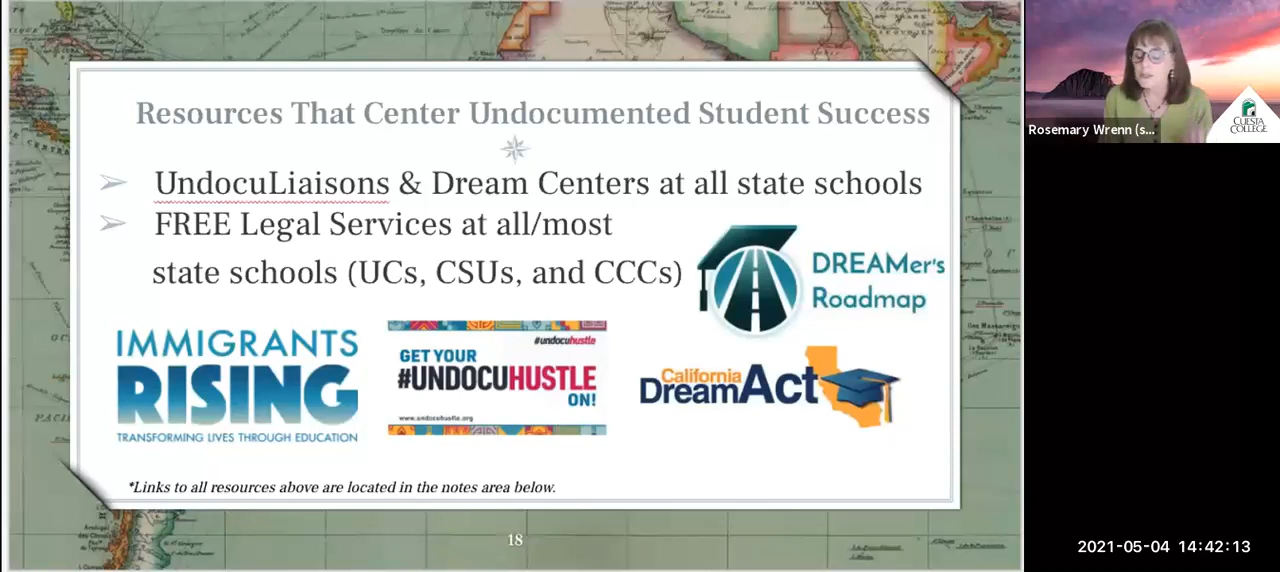 Resources That Center Undocumented Student Success
➢ UndocuLiaisons & Dream Centers at all state schools
➢ FREE Legal Services at all/most
state schools (UCs, CSUs, and CCCs)
DREAMer's
Roadmap
IMMIGRANTS
RISING
TRANSFORMING LIVES THROUGH EDUCATION
#undocuhustle
GET YOUR
#UNDOCUHUSTLE
ON!
www.undocuhustle.org
California
DreamAct
*Links to all resources above are located in the notes area below.
18
Rosemary Wrenn (s...
CUESTA
COLLEGE
2021-05-04 14:42:13